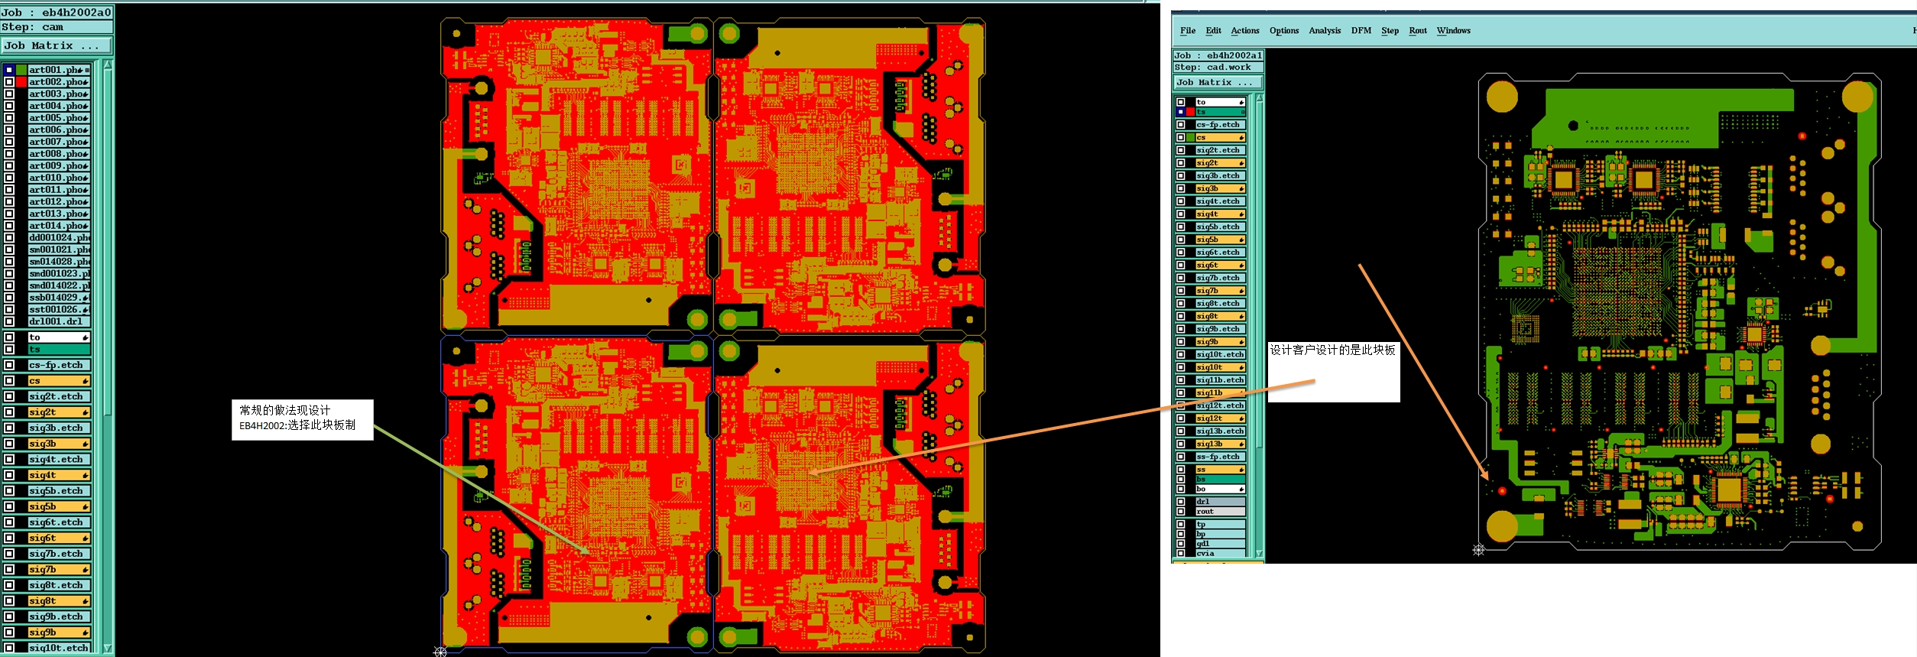 Job : eb4h2002a0
Step: cam
Job Matrix ...
art001.pho
art002.pho
art003.pho
art004.pho
art005.pho
art006.pho
art007.pho
art008.pho
art009.pho
art010.pho
art011.pho
art012.pho
art013.pho
art014.pho
dd001024.ph
sm001021.ph
sm014028.ph
smd001023.p
smd014022.p
ssb014029.
sst001026.
drl001.drl
to
ts
cs-fp.etch
cs
sig2t.etch
sig2t
sig3b.etch
sig3b
sig4t.etch
sig4t
sig5b.etch
sig5b
sig6t.etch
sig6t
sig7b.etch
sig7b
sig8t.etch
sig8t
sig9b.etch
sig9b
sig10t.etch
常规的做法现设计
EB4H2002:选择此块板制
File Edit Actions Options Analysis DFM Step Rout Windows
Job : eb4h2002a1
Step: cad.work
Job Matrix ...
to
ts
cs-fp.etch
cs
sig2t.etch
sig2t
sig3b.etch
sig3b
sig4t.etch
sig4t
sig5b.etch
sig5b
sig6t.etch
sig6t
sig7b.etch
sig7b
sig8t.etch
sig8t
sig9b.etch
sig9b
sig10t.etch
sig10t
sig11b.etch
sig11b
sig12t.etch
sig12t
sig13b.etch
sig13b
ss-fp.etch
ss
bs
bo
drl
rout
tp
bp
gd1
cvia
设计客户设计的是此块板